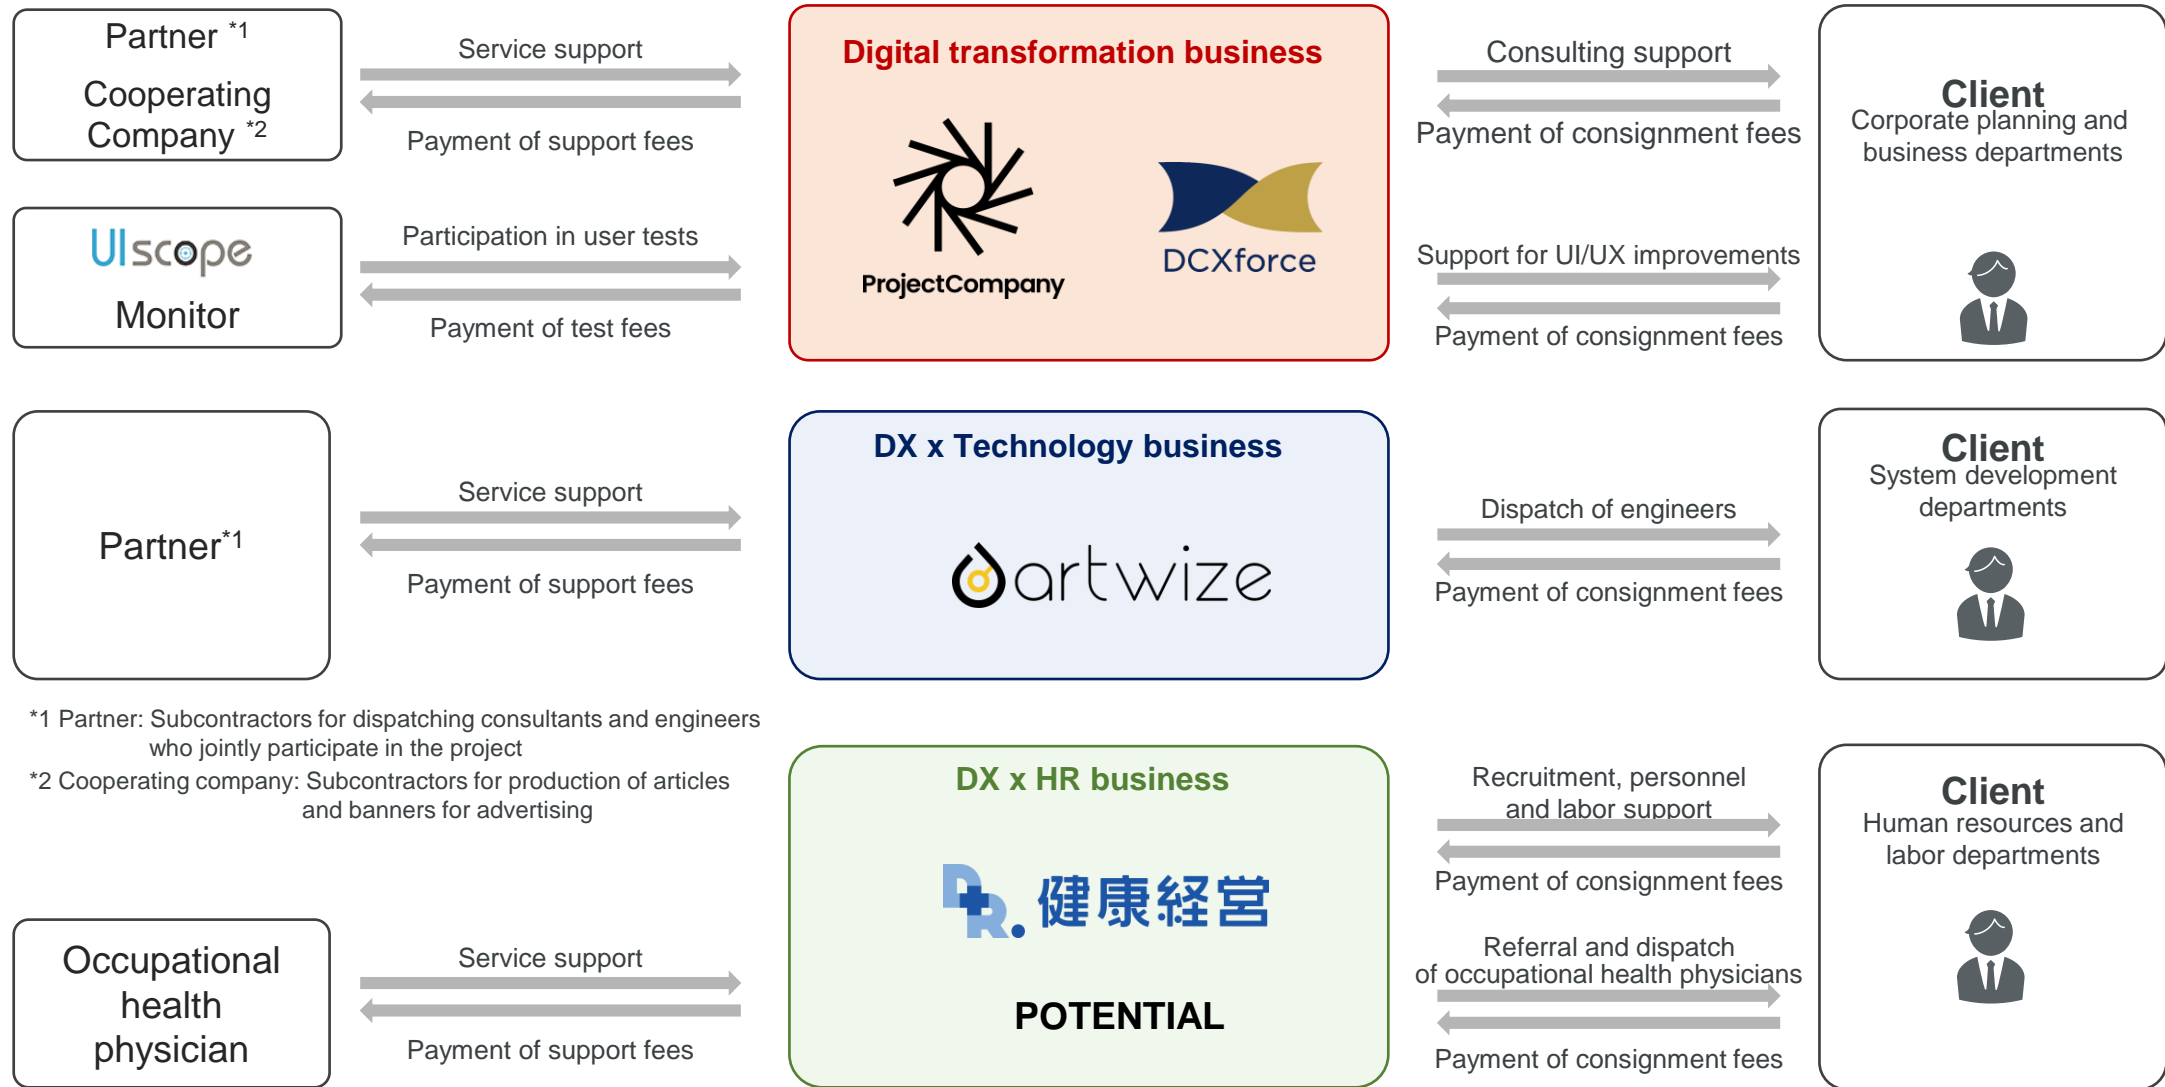 Partner *1
Cooperating
Company *2
Service support
Payment of support fees
UIscope
Monitor
Participation in user tests
Payment of test fees
Digital transformation business
ProjectCompany
DCXforce
Consulting support
Payment of consignment fees
Support for UI/UX improvements
Payment of consignment fees
Client
Corporate planning and
business departments
Partner*1
Service support
Payment of support fees
DX x Technology business
artwize
Dispatch of engineers
Payment of consignment fees
Client
System development
departments
*1 Partner: Subcontractors for dispatching consultants and engineers
who jointly participate in the project
*2 Cooperating company: Subcontractors for production of articles
and banners for advertising
Occupational
health
physician
Service support
Payment of support fees
DX x HR business
DR. 健康経営
POTENTIAL
Recruitment, personnel
and labor support
Payment of consignment fees
Referral and dispatch
of occupational health physicians
Payment of consignment fees
Client
Human resources and
labor departments